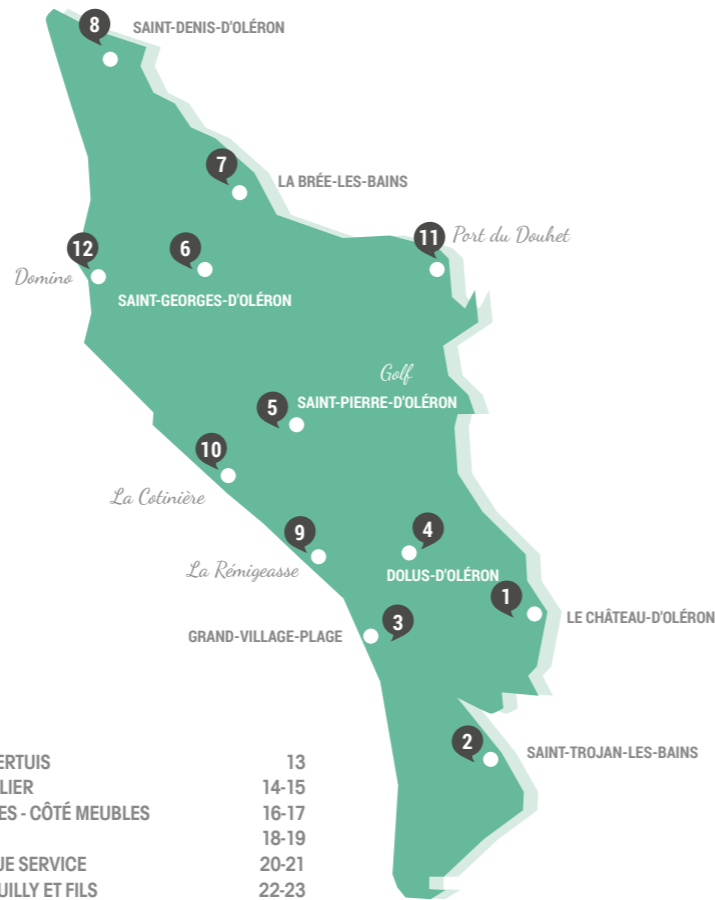 8
SAINT-DENIS-D'OLÉRON
7
LA BRÉE-LES-BAINS
11
Port du Douhet
12
Domino
6
SAINT-GEORGES-D'OLÉRON
Golf
5
SAINT-PIERRE-D'OLÉRON
10
La Cotinière
9
La Rémigeasse
4
DOLUS-D'OLÉRON
1
LE CHÂTEAU-D'OLÉRON
3
GRAND-VILLAGE-PLAGE
2
SAINT-TROJAN-LES-BAINS
ERTUIS 13
LIER 14-15
ES - CÔTÉ MEUBLES 16-17
18-19
UE SERVICE 20-21
UILLY ET FILS 22-23